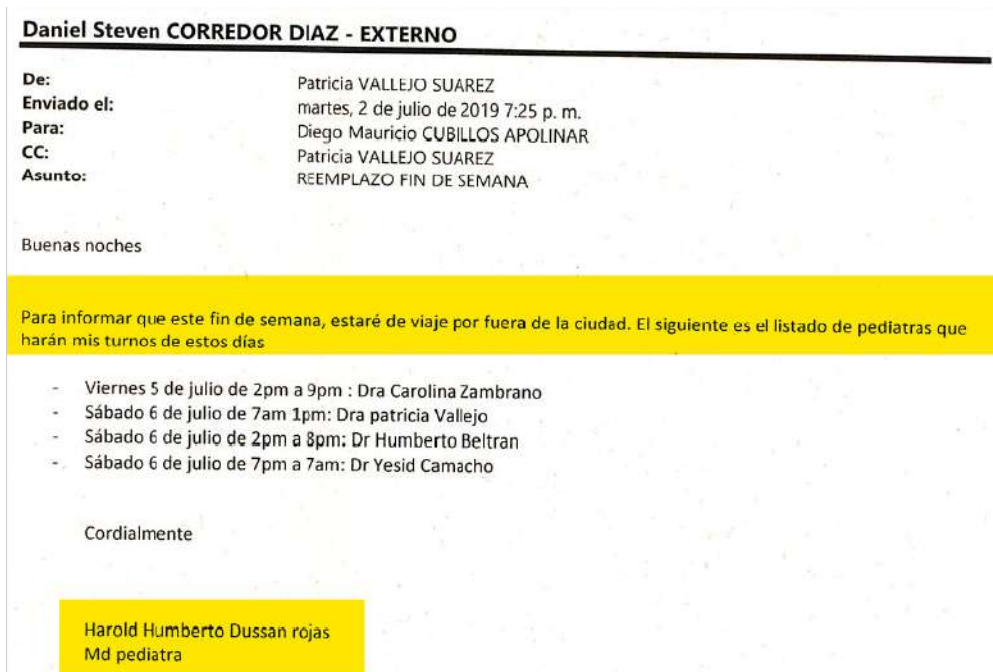 Daniel Steven CORREDOR DIAZ - EXTERNO
De: Patricia VALLEJO SUAREZ
Enviado el: martes, 2 de julio de 2019 7:25 p. m.
Para: Diego Mauricio CUBILLOS APOLINAR
CC: Patricia VALLEJO SUAREZ
Asunto: REEMPLAZO FIN DE SEMANA
Buenas noches
Para informar que este fin de semana, estaré de viaje por fuera de la ciudad. El siguiente es el listado de pediatras que
harán mis turnos de estos días
- Viernes 5 de julio de 2pm a 9pm : Dra Carolina Zambrano
- Sábado 6 de julio de 7am 1pm: Dra patricia Vallejo
- Sábado 6 de julio de 2pm a 8pm: Dr Humberto Beltran
- Sábado 6 de julio de 7pm a 7am: Dr Yesid Camacho
Cordialmente
Harold Humberto Dussan rojas
Md pediatra